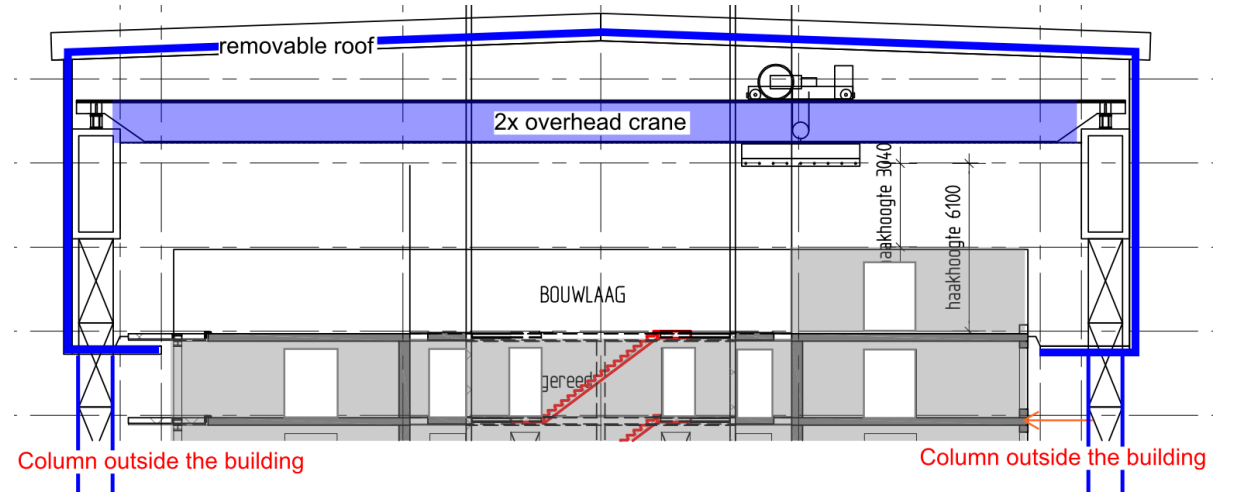 removable roof
2x overhead crane
haakhoogte 3040
haakhoogte 6100
BOUWLAAG
gereed
Column outside the building
Column outside the building